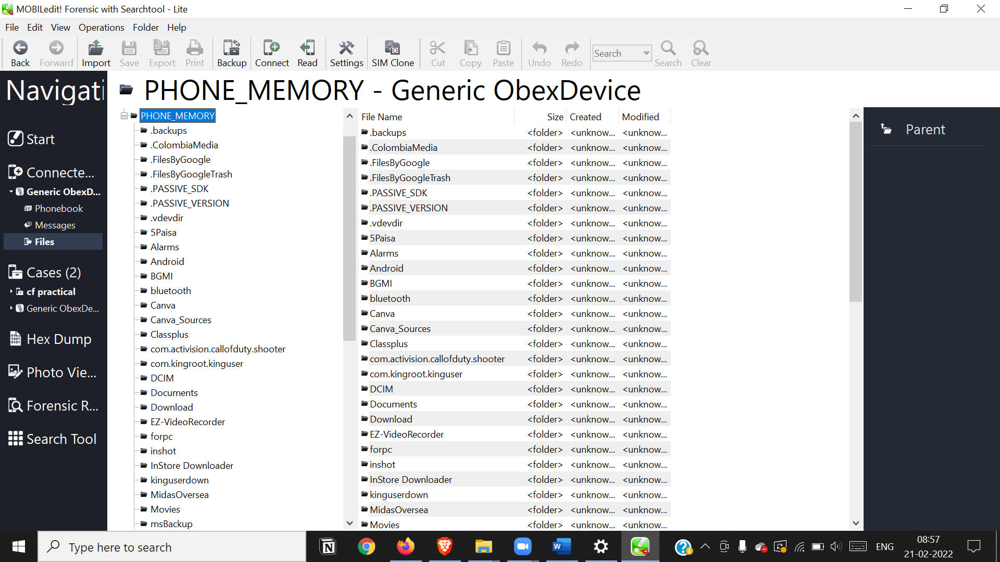 MOBILedit! Forensic with Searchtool - Lite
File Edit View Operations Folder Help
Back Forward Import Save Export Print Backup Connect Read Settings SIM Clone Cut Copy Paste Undo Redo Search Search Clear
Navigati
Start
Connecte...
Generic ObexD...
Phonebook
Messages
Files
Cases (2)
cf practical
Generic ObexDe...
Hex Dump
Photo Vie...
Forensic R...
Search Tool
PHONE_MEMORY - Generic ObexDevice
PHONE_MEMORY
.backups
.ColombiaMedia
.FilesByGoogle
.FilesByGoogleTrash
.PASSIVE_SDK
.PASSIVE_VERSION
.vdevdir
5Paisa
Alarms
Android
BGMI
bluetooth
Canva
Canva_Sources
Classplus
com.activision.callofduty.shooter
com.kingroot.kinguser
DCIM
Documents
Download
EZ-VideoRecorder
forpc
inshot
InStore Downloader
kinguserdown
MidasOversea
Movies
msBackup
File Name Size Created Modified
.backups <folder> <unknow... <unknow...
.ColombiaMedia <folder> <unknow... <unknow...
.FilesByGoogle <folder> <unknow... <unknow...
.FilesByGoogleTrash <folder> <unknow... <unknow...
.PASSIVE_SDK <folder> <unknow... <unknow...
.PASSIVE_VERSION <folder> <unknow... <unknow...
.vdevdir <folder> <unknow... <unknow...
5Paisa <folder> <unknow... <unknow...
Alarms <folder> <unknow... <unknow...
Android <folder> <unknow... <unknow...
BGMI <folder> <unknow... <unknow...
bluetooth <folder> <unknow... <unknow...
Canva <folder> <unknow... <unknow...
Canva_Sources <folder> <unknow... <unknow...
Classplus <folder> <unknow... <unknow...
com.activision.callofduty.shooter <folder> <unknow... <unknow...
com.kingroot.kinguser <folder> <unknow... <unknow...
DCIM <folder> <unknow... <unknow...
Documents <folder> <unknow... <unknow...
Download <folder> <unknow... <unknow...
EZ-VideoRecorder <folder> <unknow... <unknow...
forpc <folder> <unknow... <unknow...
inshot <folder> <unknow... <unknow...
InStore Downloader <folder> <unknow... <unknow...
kinguserdown <folder> <unknow... <unknow...
MidasOversea <folder> <unknow... <unknow...
Movies <folder> <unknow... <unknow...
Parent
Type here to search
ENG
08:57
21-02-2022